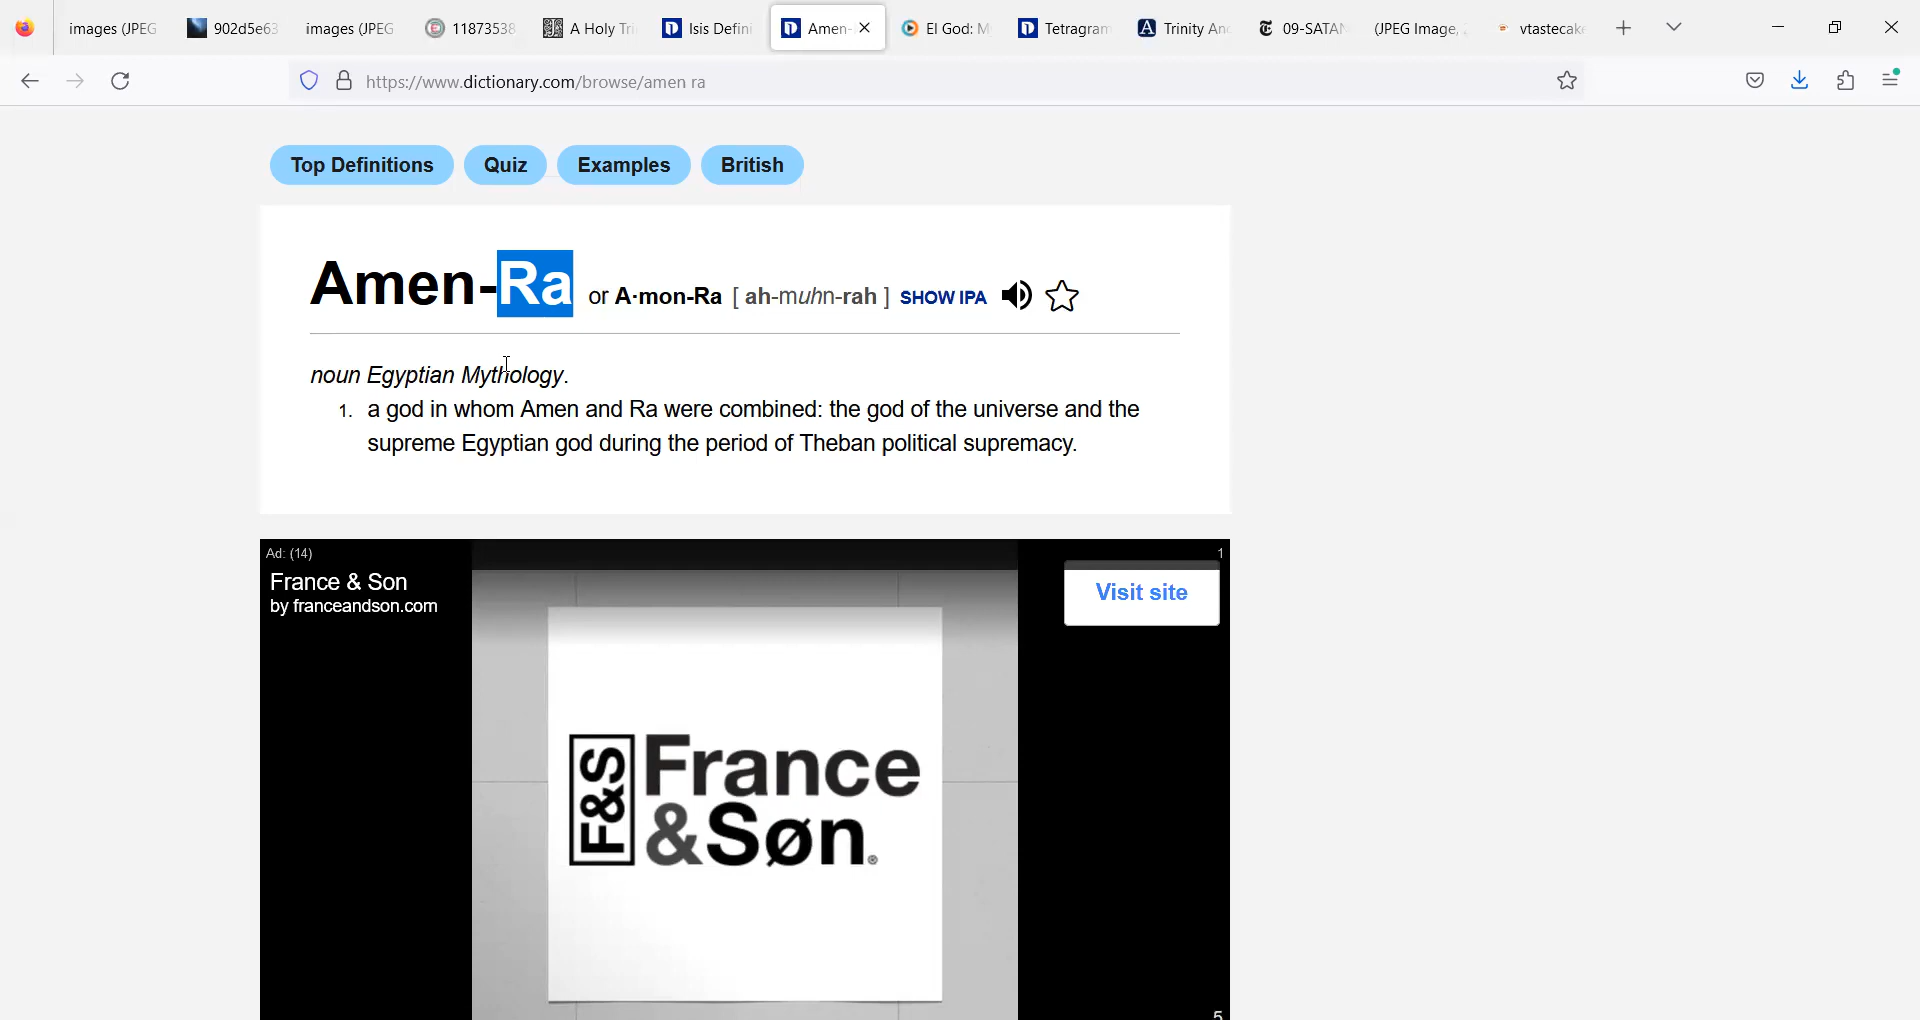 images (JPEG
902d5e63
images (JPEG
11873538
A Holy Tri
Isis Defini
Amen-
El God: M
Tetragram
Trinity And
09-SATAN
(JPEG Image,
vtastecake
https://www.dictionary.com/browse/amen ra
Top Definitions
Quiz
Examples
British
Amen-Ra or A·mon-Ra [ ah-muhn-rah ] SHOW IPA
noun Egyptian Mythology.
1. a god in whom Amen and Ra were combined: the god of the universe and the
supreme Egyptian god during the period of Theban political supremacy.
Ad: (14)
1
France & Son
by franceandson.com
Visit site
F&S
France
&Søn®
5